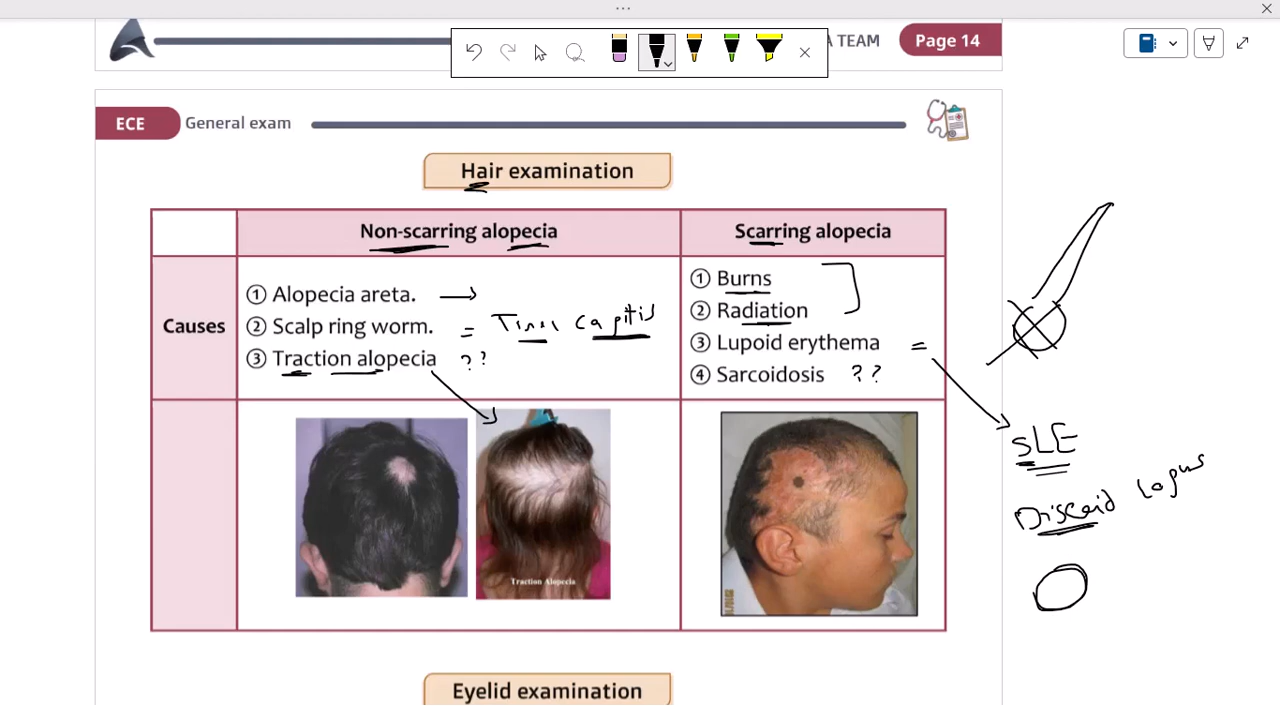 A TEAM
Page 14
ECE
General exam
Hair examination
Non-scarring alopecia
Scarring alopecia
Causes
① Alopecia areta.
② Scalp ring worm. =
capitis
③ Traction alopecia ??
① Burns
② Radiation
③ Lupoid erythema =
④ Sarcoidosis ??
SLE
Discoid
Traction Alopecia
Eyelid examination